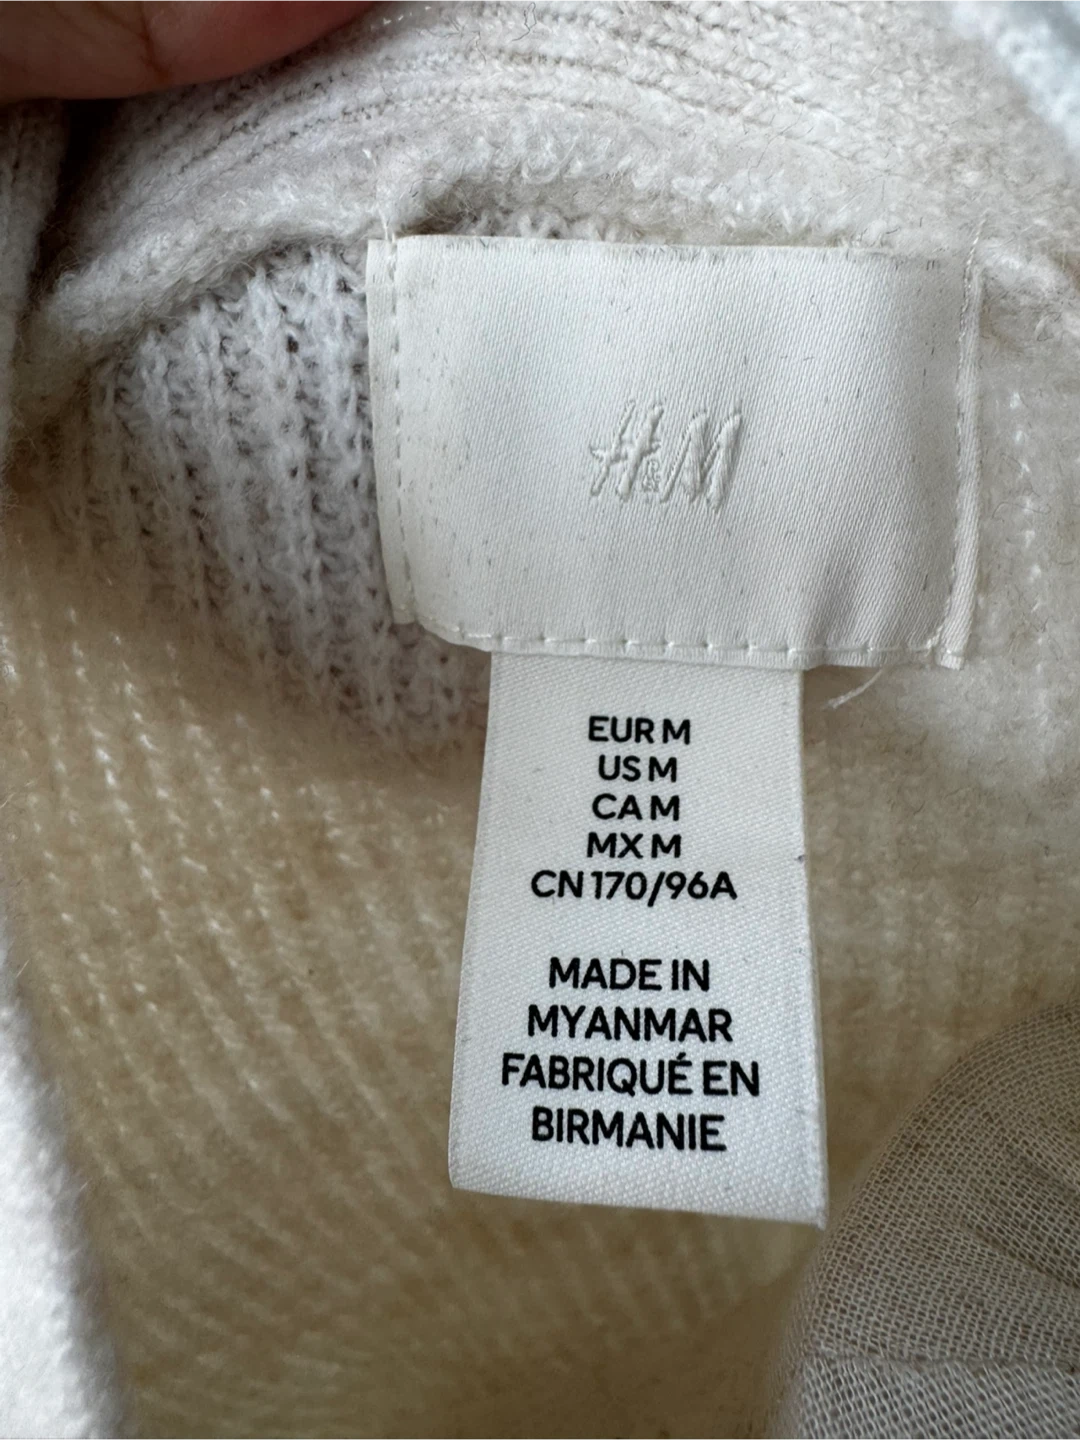 H&M
EUR M
US M
CA M
MX M
CN 170/96A
MADE IN
MYANMAR
FABRIQUÉ EN
BIRMANIE